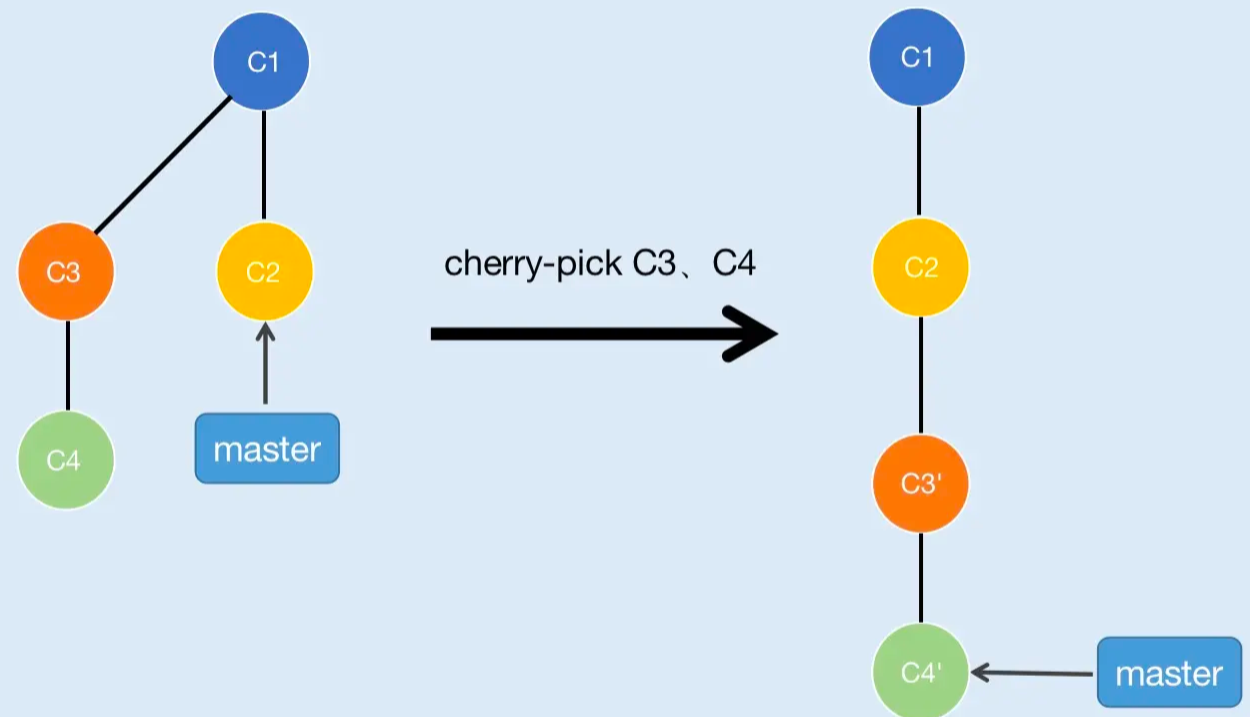 C1
C3
C2
C4
master
cherry-pick C3、C4
C1
C2
C3'
C4'
master